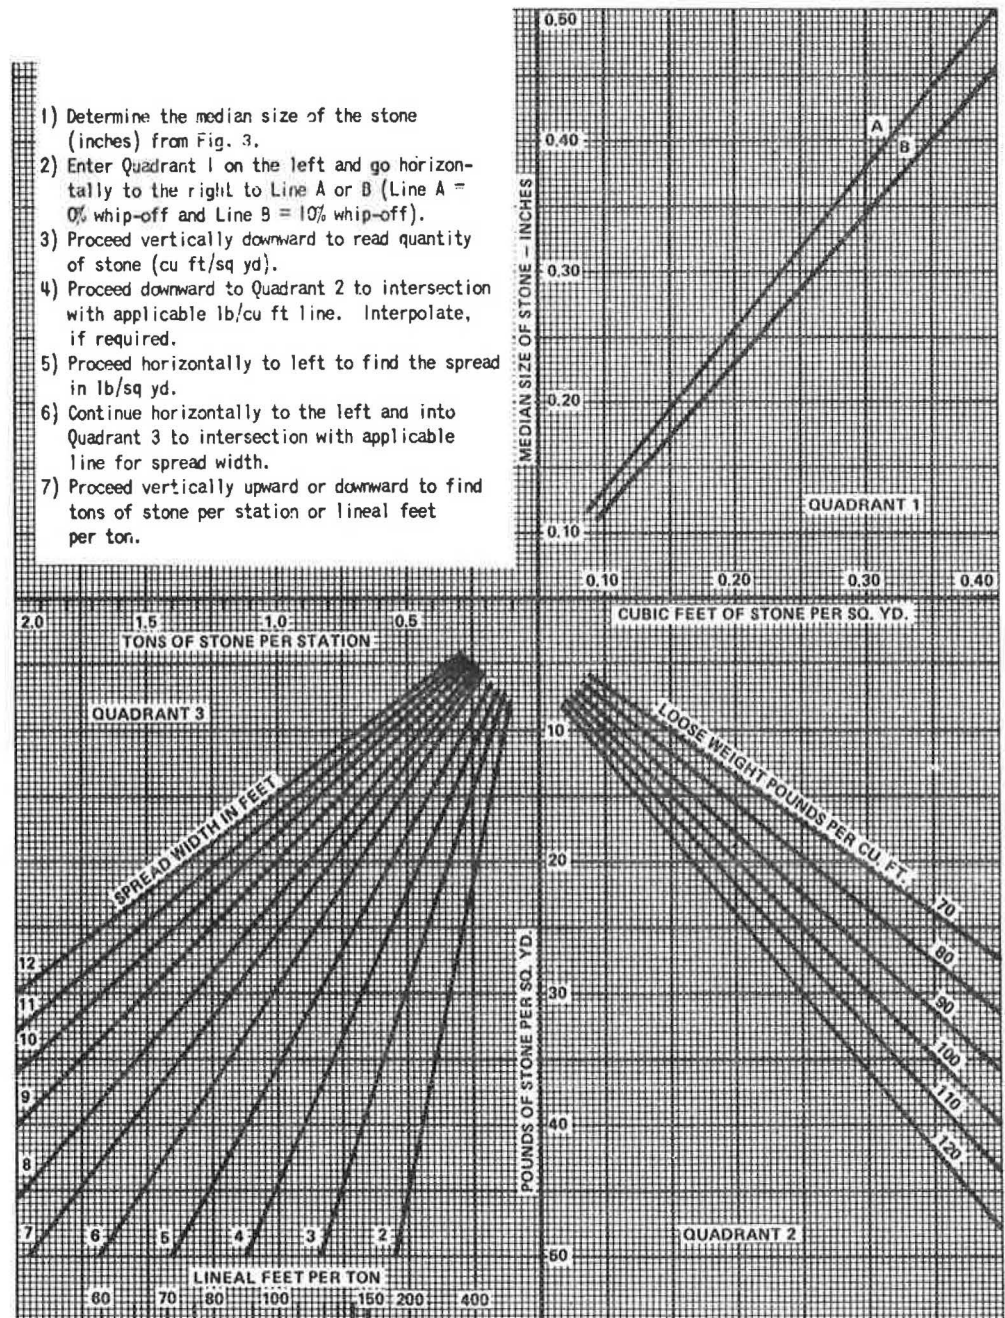 1) Determine the median size of the stone
(inches) from Fig. 3.
2) Enter Quadrant 1 on the left and go horizon-
tally to the right to Line A or B (Line A =
0% whip-off and Line B = 10% whip-off).
3) Proceed vertically downward to read quantity
of stone (cu ft/sq yd).
4) Proceed downward to Quadrant 2 to intersection
with applicable lb/cu ft line. Interpolate,
if required.
5) Proceed horizontally to left to find the spread
in lb/sq yd.
6) Continue horizontally to the left and into
Quadrant 3 to intersection with applicable
line for spread width.
7) Proceed vertically upward or downward to find
tons of stone per station or lineal feet
per ton.
0.50
0.40
0.30
0.20
0.10
MEDIAN SIZE OF STONE – INCHES
A
B
QUADRANT 1
0.10 0.20 0.30 0.40
CUBIC FEET OF STONE PER SQ. YD.
2.0 1.5 1.0 0.5
TONS OF STONE PER STATION
QUADRANT 3
SPREAD WIDTH IN FEET
12
11
10
9
8
7 6 5 4 3 2
LINEAL FEET PER TON
60 70 80 100 150 200 400
10
20
30
40
50
POUNDS OF STONE PER SQ. YD.
LOOSE WEIGHT POUNDS PER CU. FT.
70
80
90
100
110
120
QUADRANT 2